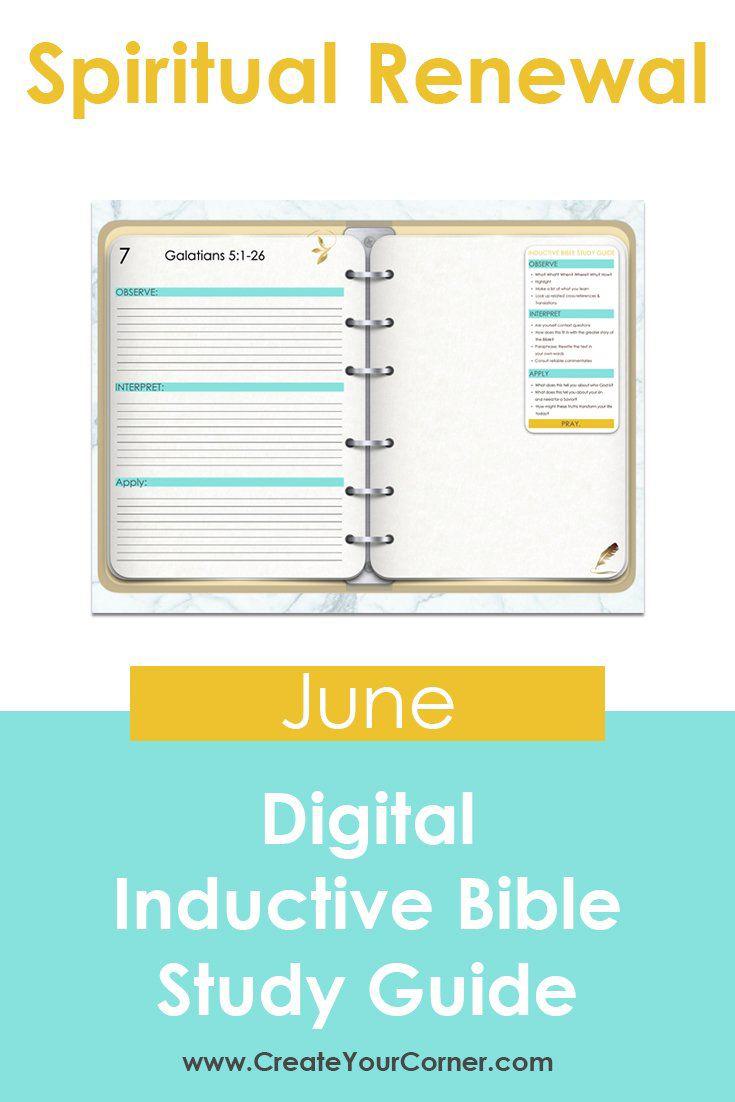 Spiritual Renewal
7 Galatians 5:1-26
OBSERVE:
INTERPRET:
Apply:
INDUCTIVE BIBLE STUDY GUIDE
OBSERVE
• What? When? Where? Why? How?
• Highlight
• Make a list of what you learn
• Look up related cross-references &
Translations
INTERPRET
• Ask yourself context questions
• How does this fit in with the greater story of
the Bible?
• Paraphrase: Rewrite the text in
your own words
• Consult reliable commentaries
APPLY
• What does this tell you about who God is?
• What does this tell you about your sin
and need for a Savior?
• How might these truths transform your life
today?
PRAY.
June
Digital
Inductive Bible
Study Guide
www.CreateYourCorner.com